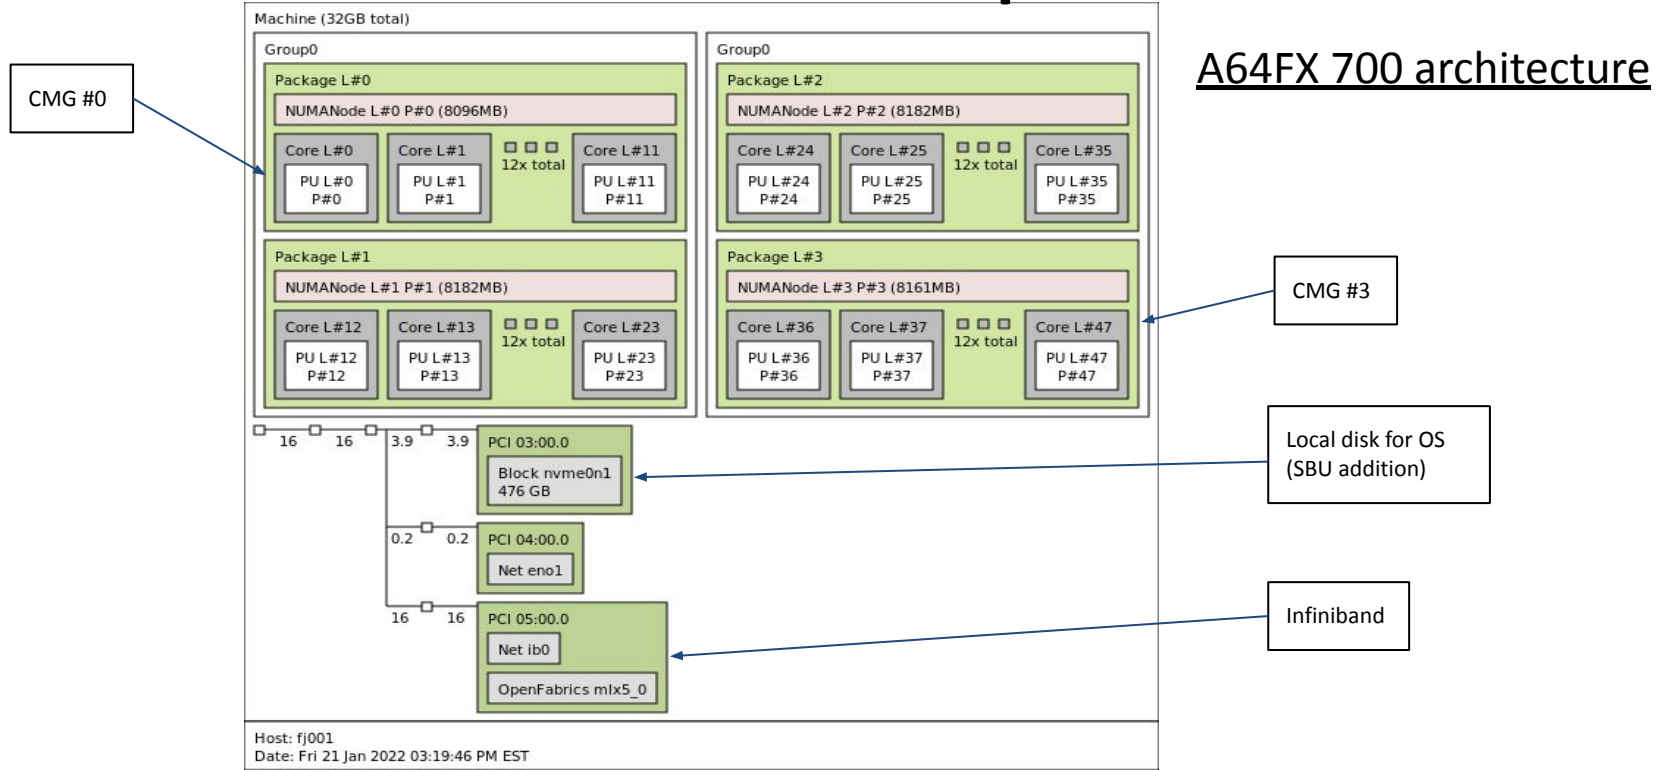 A64FX 700 architecture
Machine (32GB total)
Group0
Package L#0
NUMANode L#0 P#0 (8096MB)
Core L#0
PU L#0
P#0
Core L#1
PU L#1
P#1
12x total
Core L#11
PU L#11
P#11
Package L#1
NUMANode L#1 P#1 (8182MB)
Core L#12
PU L#12
P#12
Core L#13
PU L#13
P#13
12x total
Core L#23
PU L#23
P#23
Group0
Package L#2
NUMANode L#2 P#2 (8182MB)
Core L#24
PU L#24
P#24
Core L#25
PU L#25
P#25
12x total
Core L#35
PU L#35
P#35
Package L#3
NUMANode L#3 P#3 (8161MB)
Core L#36
PU L#36
P#36
Core L#37
PU L#37
P#37
12x total
Core L#47
PU L#47
P#47
CMG #0
CMG #3
16 16 3.9 3.9
PCI 03:00.0
Block nvme0n1
476 GB
Local disk for OS
(SBU addition)
0.2 0.2
PCI 04:00.0
Net eno1
16 16
PCI 05:00.0
Net ib0
OpenFabrics mlx5_0
Infiniband
Host: fj001
Date: Fri 21 Jan 2022 03:19:46 PM EST